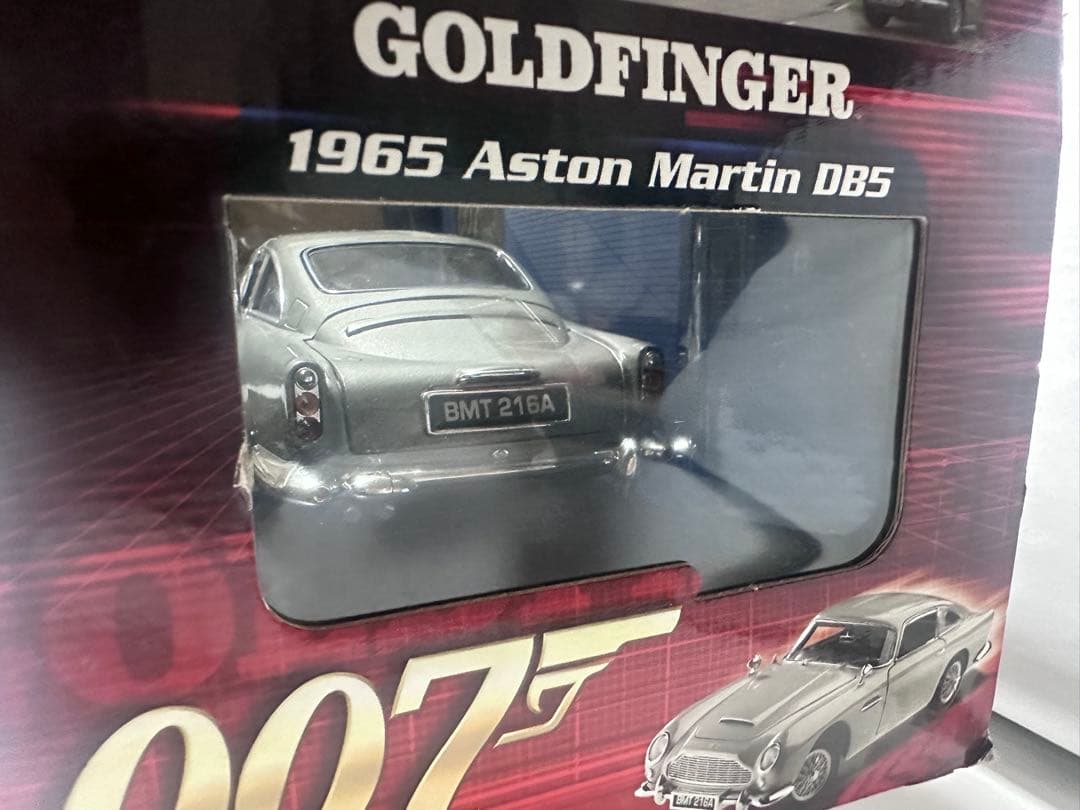 GOLDFINGER
1965 Aston Martin DB5
BMT 216A
007
BMT 216A